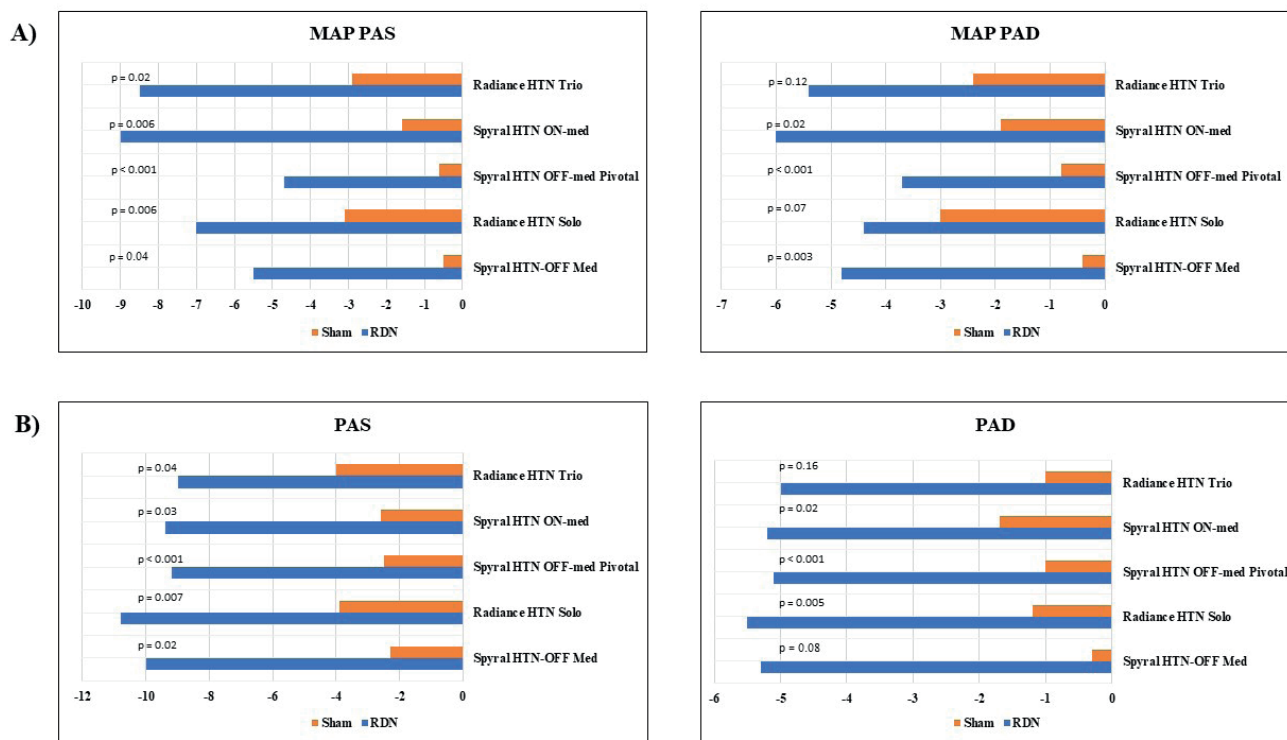 A)
MAP PAS
p = 0.02
Radiance HTN Trio
p = 0.006
Spyral HTN ON-med
p < 0.001
Spyral HTN OFF-med Pivotal
p = 0.006
Radiance HTN Solo
p = 0.04
Spyral HTN-OFF Med
-10 -9 -8 -7 -6 -5 -4 -3 -2 -1 0
Sham RDN
MAP PAD
p = 0.12
Radiance HTN Trio
p = 0.02
Spyral HTN ON-med
p < 0.001
Spyral HTN OFF-med Pivotal
p = 0.07
Radiance HTN Solo
p = 0.003
Spyral HTN-OFF Med
-7 -6 -5 -4 -3 -2 -1 0
Sham RDN
B)
PAS
p = 0.04
Radiance HTN Trio
p = 0.03
Spyral HTN ON-med
p < 0.001
Spyral HTN OFF-med Pivotal
p = 0.007
Radiance HTN Solo
p = 0.02
Spyral HTN-OFF Med
-12 -10 -8 -6 -4 -2 0
Sham RDN
PAD
p = 0.16
Radiance HTN Trio
p = 0.02
Spyral HTN ON-med
p < 0.001
Spyral HTN OFF-med Pivotal
p = 0.005
Radiance HTN Solo
p = 0.08
Spyral HTN-OFF Med
-6 -5 -4 -3 -2 -1 0
Sham RDN